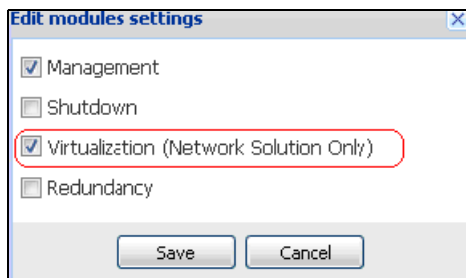 Edit modules settings
Management
Shutdown
Virtualization (Network Solution Only)
Redundancy
Save Cancel